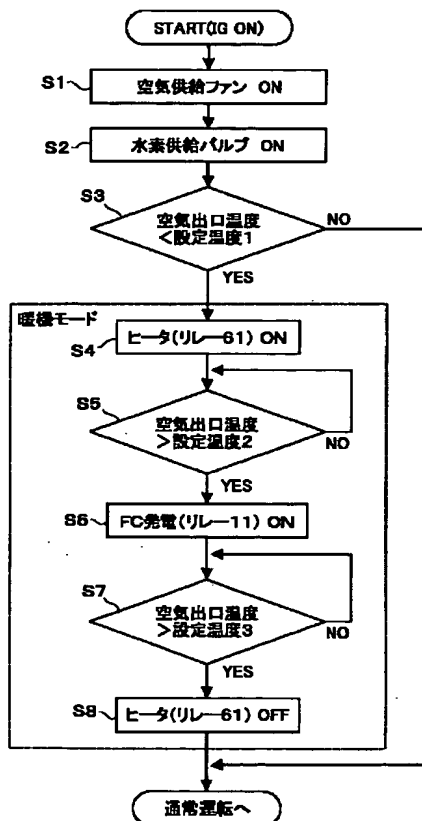 START(IG ON)
S1
空気供給ファン ON
S2
水素供給バルブ ON
S3
空気出口温度
<設定温度1
NO
YES
暖機モード
S4
ヒータ(リレー61) ON
S5
空気出口温度
>設定温度2
NO
YES
S6
FC発電(リレー11) ON
S7
空気出口温度
>設定温度3
NO
YES
S8
ヒータ(リレー61) OFF
通常運転へ